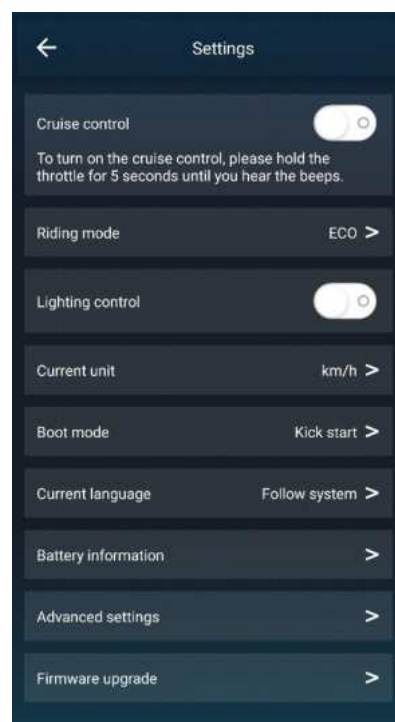 Settings
Cruise control
To turn on the cruise control, please hold the
throttle for 5 seconds until you hear the beeps.
Riding mode ECO >
Lighting control
Current unit km/h >
Boot mode Kick start >
Current language Follow system >
Battery information >
Advanced settings >
Firmware upgrade >